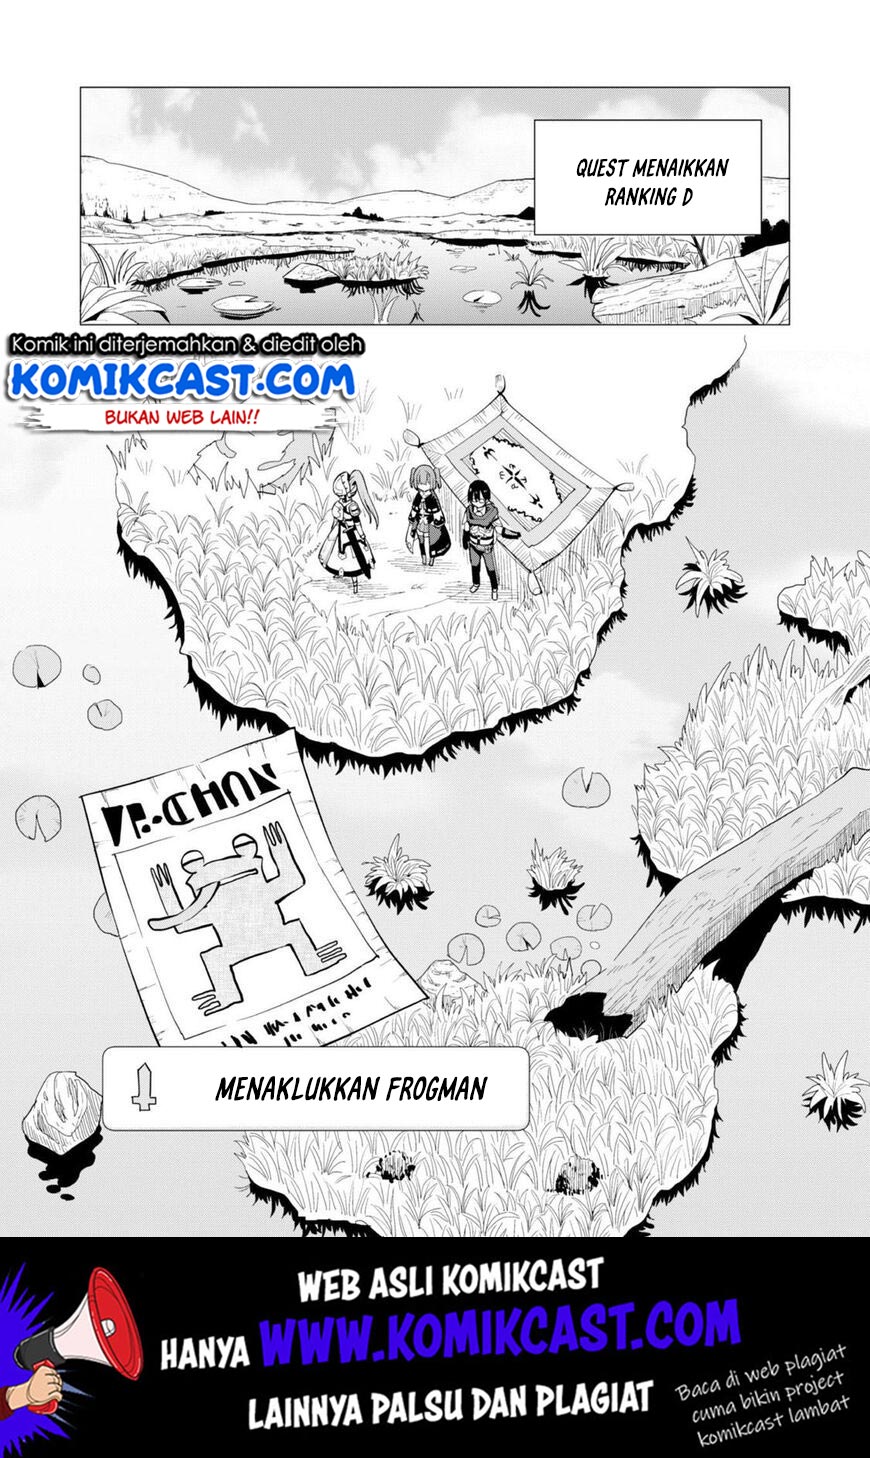 QUEST MENAIKKAN
RANKING D
Komik ini diterjemahkan & diedit oleh
KOMIKCAST.COM
BUKAN WEB LAIN!!
MENAKLUKKAN FROGMAN
WEB ASLI KOMIKCAST
HANYA WWW.KOMIKCAST.COM
LAINNYA PALSU DAN PLAGIAT
Baca di web plagiat
cuma bikin project
komikcast lambat